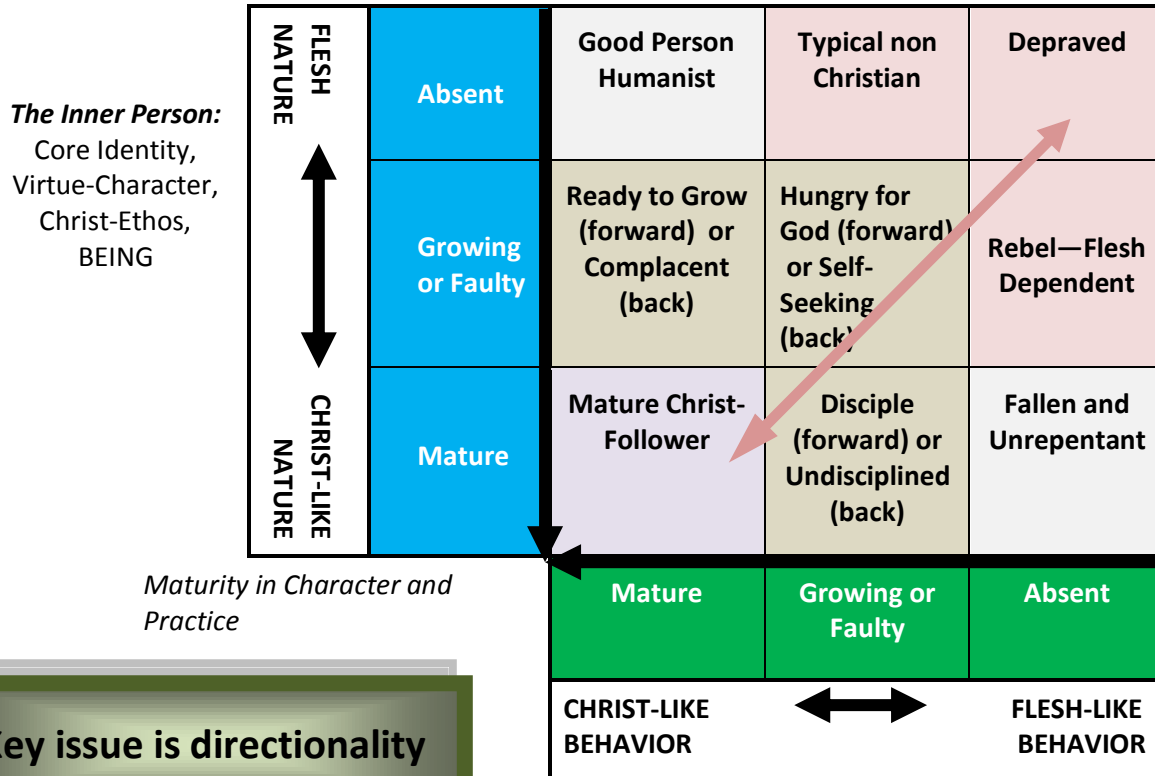 The Inner Person:
Core Identity,
Virtue-Character,
Christ-Ethos,
BEING
FLESH
NATURE
CHRIST-LIKE
NATURE
Absent
Good Person
Humanist
Typical non
Christian
Depraved
Growing
or Faulty
Ready to Grow
(forward) or
Complacent
(back)
Hungry for
God (forward)
or Self-
Seeking
(back)
Rebel—Flesh
Dependent
Mature
Mature Christ-
Follower
Disciple
(forward) or
Undisciplined
(back)
Fallen and
Unrepentant
Maturity in Character and
Practice
Mature
Growing or
Faulty
Absent
CHRIST-LIKE
BEHAVIOR
FLESH-LIKE
BEHAVIOR
Key issue is directionality